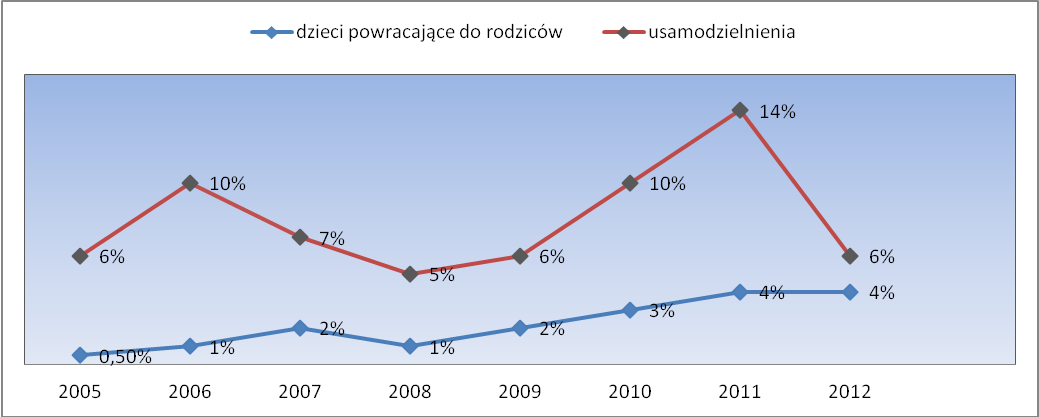 dzieci powracające do rodziców usamodzielnienia
14%
10% 10%
7%
6% 5% 6% 6%
4% 4%
3%
2% 2%
0,50% 1% 1%
2005 2006 2007 2008 2009 2010 2011 2012